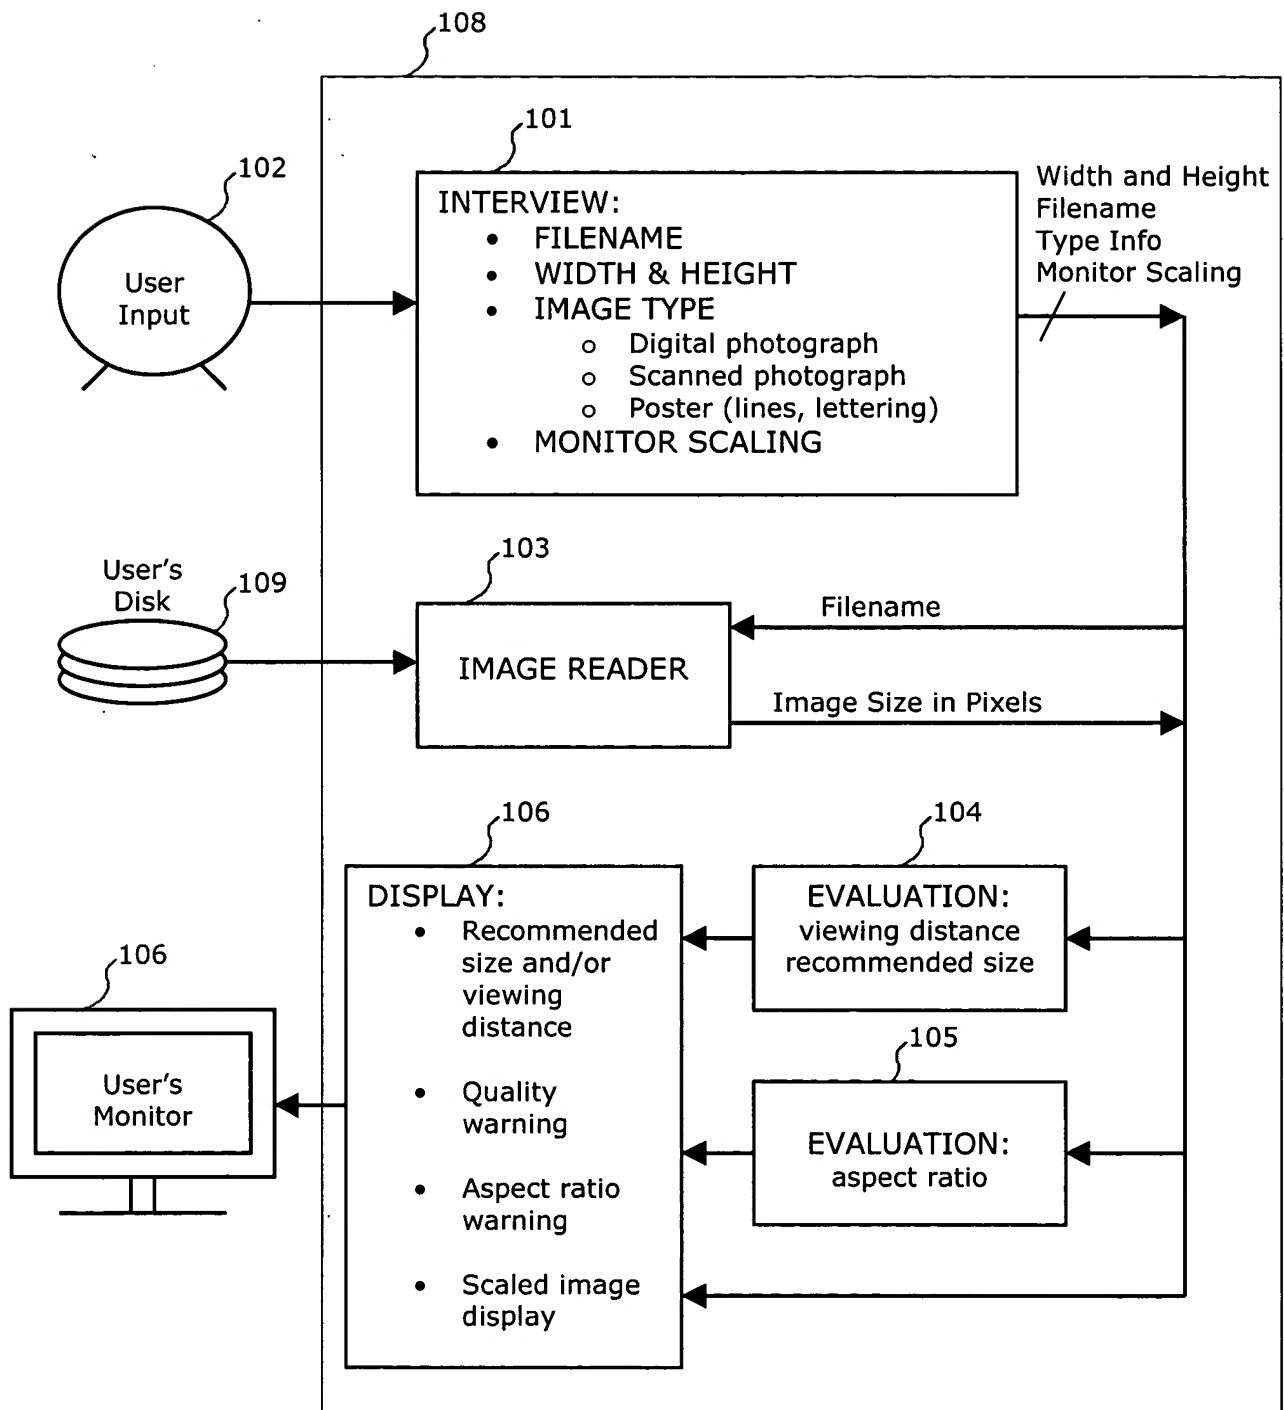 108
101
102
INTERVIEW:
• FILENAME
• WIDTH & HEIGHT
• IMAGE TYPE
o Digital photograph
o Scanned photograph
o Poster (lines, lettering)
• MONITOR SCALING
Width and Height
Filename
Type Info
Monitor Scaling
User
Input
103
User's
Disk
109
IMAGE READER
Filename
Image Size in Pixels
106
104
DISPLAY:
• Recommended
size and/or
viewing
distance
• Quality
warning
• Aspect ratio
warning
• Scaled image
display
EVALUATION:
viewing distance
recommended size
105
EVALUATION:
aspect ratio
106
User's
Monitor